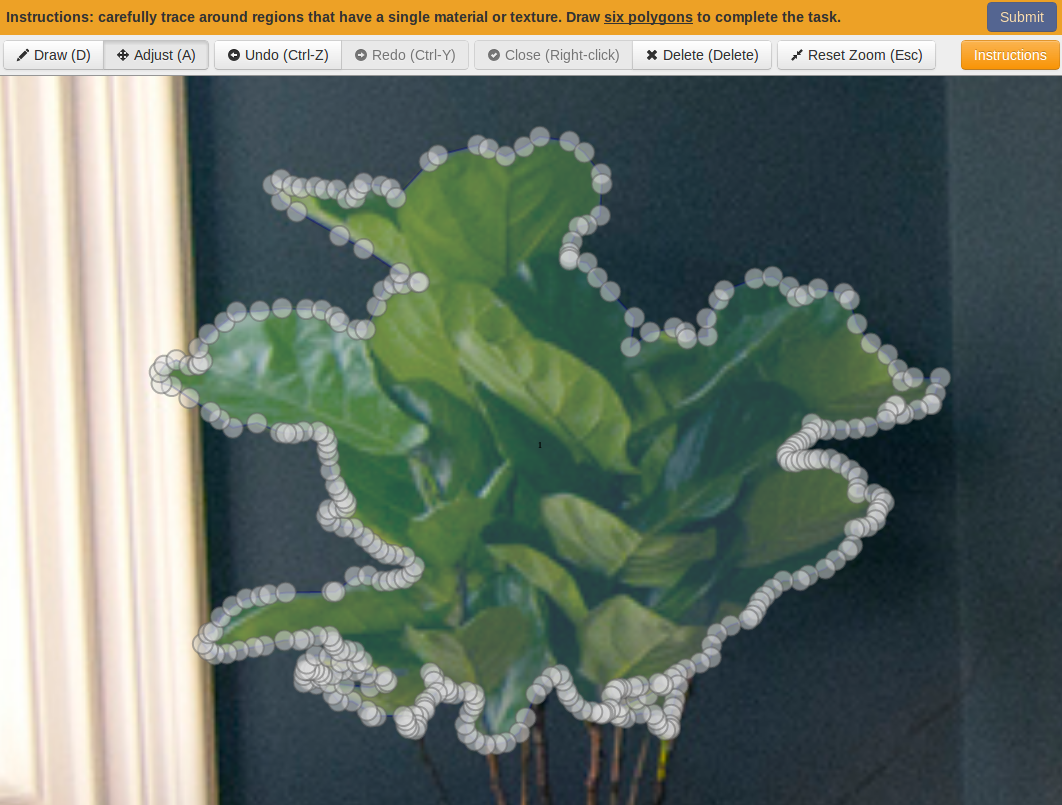 Instructions: carefully trace around regions that have a single material or texture. Draw six polygons to complete the task.
Submit
Draw (D) Adjust (A) Undo (Ctrl-Z) Redo (Ctrl-Y) Close (Right-click) Delete (Delete) Reset Zoom (Esc) Instructions